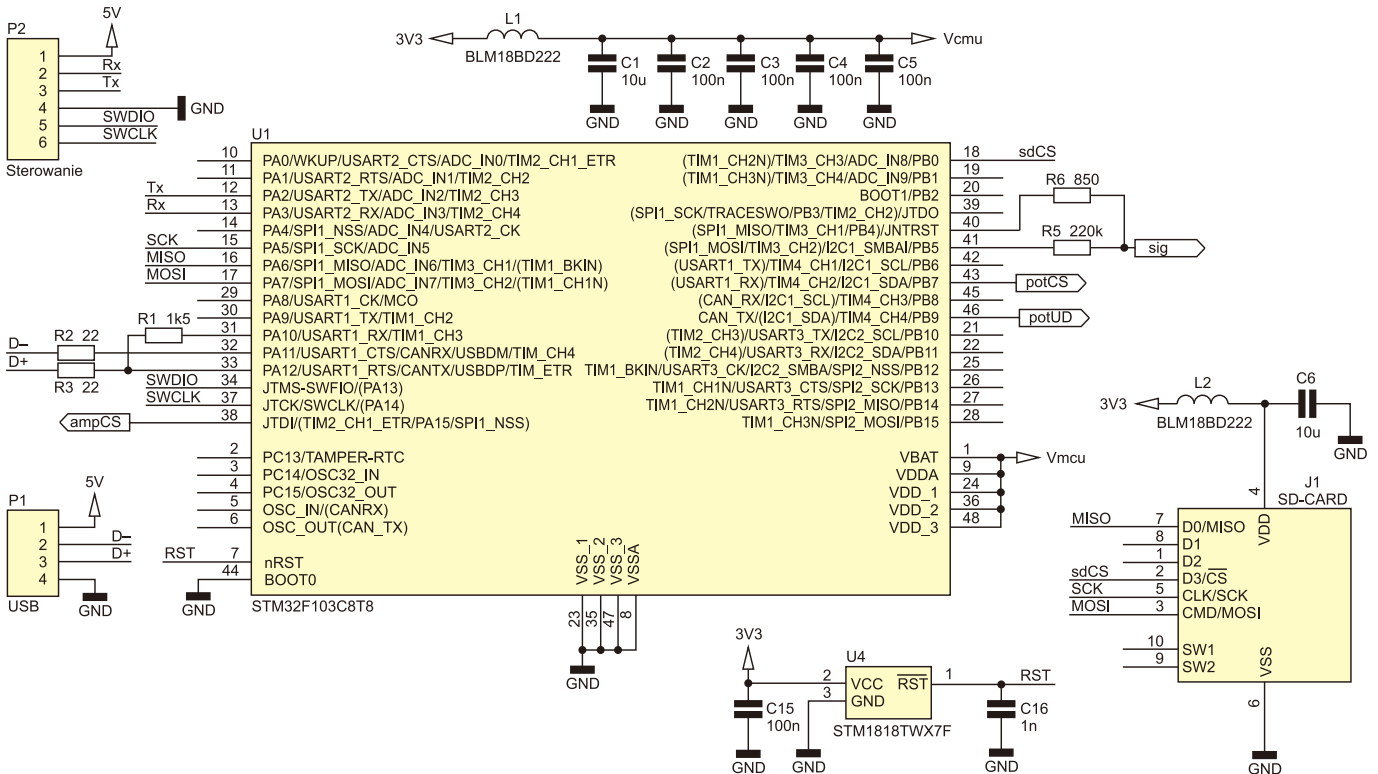 P2
5V
1
2 Rx
3 Tx
4 GND
5 SWDIO
6 SWCLK
Sterowanie
3V3
L1
BLM18BD222
C1
10u
C2
100n
C3
100n
C4
100n
C5
100n
Vcmu
GND
GND
GND
GND
GND
U1
10 PA0/WKUP/USART2_CTS/ADC_IN0/TIM2_CH1_ETR
11 PA1/USART2_RTS/ADC_IN1/TIM2_CH2
Tx 12 PA2/USART2_TX/ADC_IN2/TIM2_CH3
Rx 13 PA3/USART2_RX/ADC_IN3/TIM2_CH4
14 PA4/SPI1_NSS/ADC_IN4/USART2_CK
SCK 15 PA5/SPI1_SCK/ADC_IN5
MISO 16 PA6/SPI1_MISO/ADC_IN6/TIM3_CH1/(TIM1_BKIN)
MOSI 17 PA7/SPI1_MOSI/ADC_IN7/TIM3_CH2/(TIM1_CH1N)
29 PA8/USART1_CK/MCO
30 PA9/USART1_TX/TIM1_CH2
R1 1k5
31 PA10/USART1_RX/TIM1_CH3
D– R2 22 32 PA11/USART1_CTS/CANRX/USBDM/TIM_CH4
D+ R3 22 33 PA12/USART1_RTS/CANTX/USBDP/TIM_ETR
SWDIO 34 JTMS-SWFIO/(PA13)
SWCLK 37 JTCK/SWCLK/(PA14)
ampCS 38 JTDI/(TIM2_CH1_ETR/PA15/SPI1_NSS)
2 PC13/TAMPER-RTC
3 PC14/OSC32_IN
4 PC15/OSC32_OUT
5 OSC_IN/(CANRX)
6 OSC_OUT(CAN_TX)
RST 7 nRST
44 BOOT0
GND
STM32F103C8T8
(TIM1_CH2N)/TIM3_CH3/ADC_IN8/PB0 18 sdCS
(TIM1_CH3N)/TIM3_CH4/ADC_IN9/PB1 19
BOOT1/PB2 20
(SPI1_SCK/TRACESWO/PB3/TIM2_CH2)/JTDO 39
(SPI1_MISO/TIM3_CH1/PB4)/JNTRST 40
R6 850
(SPI1_MOSI/TIM3_CH2)/I2C1_SMBAI/PB5 41
R5 220k
sig
(USART1_TX)/TIM4_CH1/I2C1_SCL/PB6 42
(USART1_RX)/TIM4_CH2/I2C1_SDA/PB7 43 potCS
(CAN_RX/I2C1_SCL)/TIM4_CH3/PB8 45
CAN_TX/(I2C1_SDA)/TIM4_CH4/PB9 46 potUD
(TIM2_CH3)/USART3_TX/I2C2_SCL/PB10 21
(TIM2_CH4)/USART3_RX/I2C2_SDA/PB11 22
TIM1_BKIN/USART3_CK/I2C2_SMBA/SPI2_NSS/PB12 25
TIM1_CH1N/USART3_CTS/SPI2_SCK/PB13 26
TIM1_CH2N/USART3_RTS/SPI2_MISO/PB14 27
TIM1_CH3N/SPI2_MOSI/PB15 28
VBAT 1 Vmcu
VDDA 9
VDD_1 24
VDD_2 36
VDD_3 48
VSS_1
VSS_2
VSS_3
VSSA
23
35
47
8
GND
P1
5V
1
2 D–
3 D+
4
USB
GND
3V3
C15
100n
GND
U4
2 VCC
3 GND
RST 1 RST
STM1818TWX7F
GND
C16
1n
GND
3V3
L2
BLM18BD222
C6
10u
GND
J1
SD-CARD
4
VDD
MISO 7 D0/MISO
8 D1
1 D2
sdCS 2 D3/CS
SCK 5 CLK/SCK
MOSI 3 CMD/MOSI
10 SW1
9 SW2
VSS
6
GND